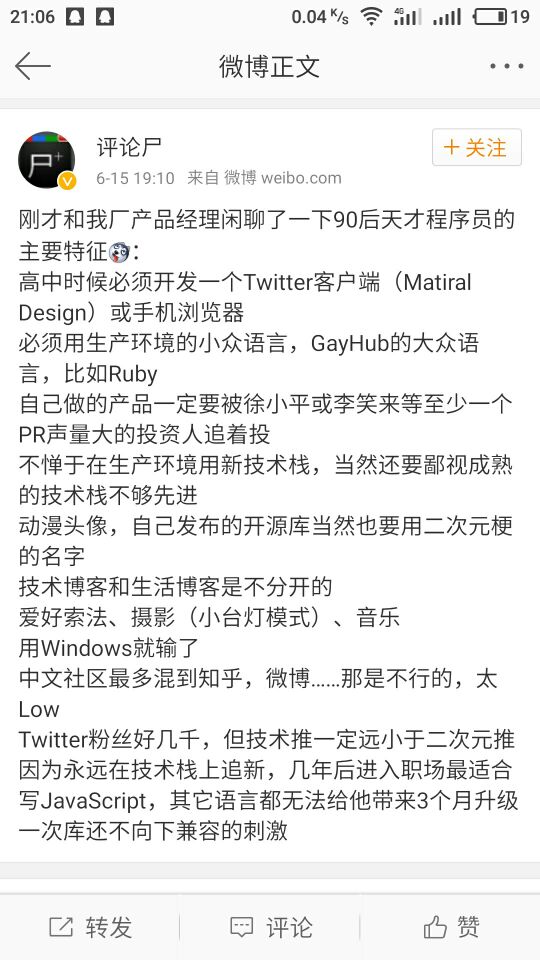 21:06
0.04 K/s
4G
19
微博正文
尸+
评论尸
+ 关注
6-15 19:10 来自 微博 weibo.com
刚才和我厂产品经理闲聊了一下90后天才程序员的
主要特征：
高中时候必须开发一个Twitter客户端（Matiral
Design）或手机浏览器
必须用生产环境的小众语言，GayHub的大众语
言，比如Ruby
自己做的产品一定要被徐小平或李笑来等至少一个
PR声量大的投资人追着投
不惮于在生产环境用新技术栈，当然还要鄙视成熟
的技术栈不够先进
动漫头像，自己发布的开源库当然也要用二次元梗
的名字
技术博客和生活博客是不分开的
爱好索法、摄影（小台灯模式）、音乐
用Windows就输了
中文社区最多混到知乎，微博......那是不行的，太
Low
Twitter粉丝好几千，但技术推一定远小于二次元推
因为永远在技术栈上追新，几年后进入职场最适合
写JavaScript，其它语言都无法给他带来3个月升级
一次库还不向下兼容的刺激
转发
评论
赞